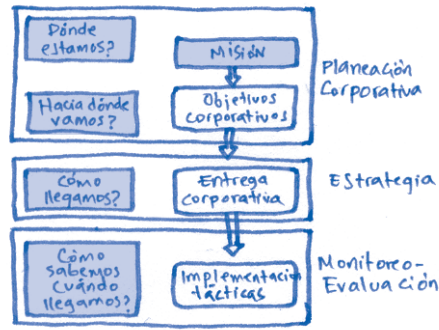 Dónde
estamos?
Misión
Hacia dónde
vamos?
Objetivos
corporativos
Planeación
Corporativa
Cómo
llegamos?
Entrega
corporativa
Estrategia
Cómo
sabemos
cuándo
llegamos?
Implementación
tácticas
Monitoreo-
Evaluación